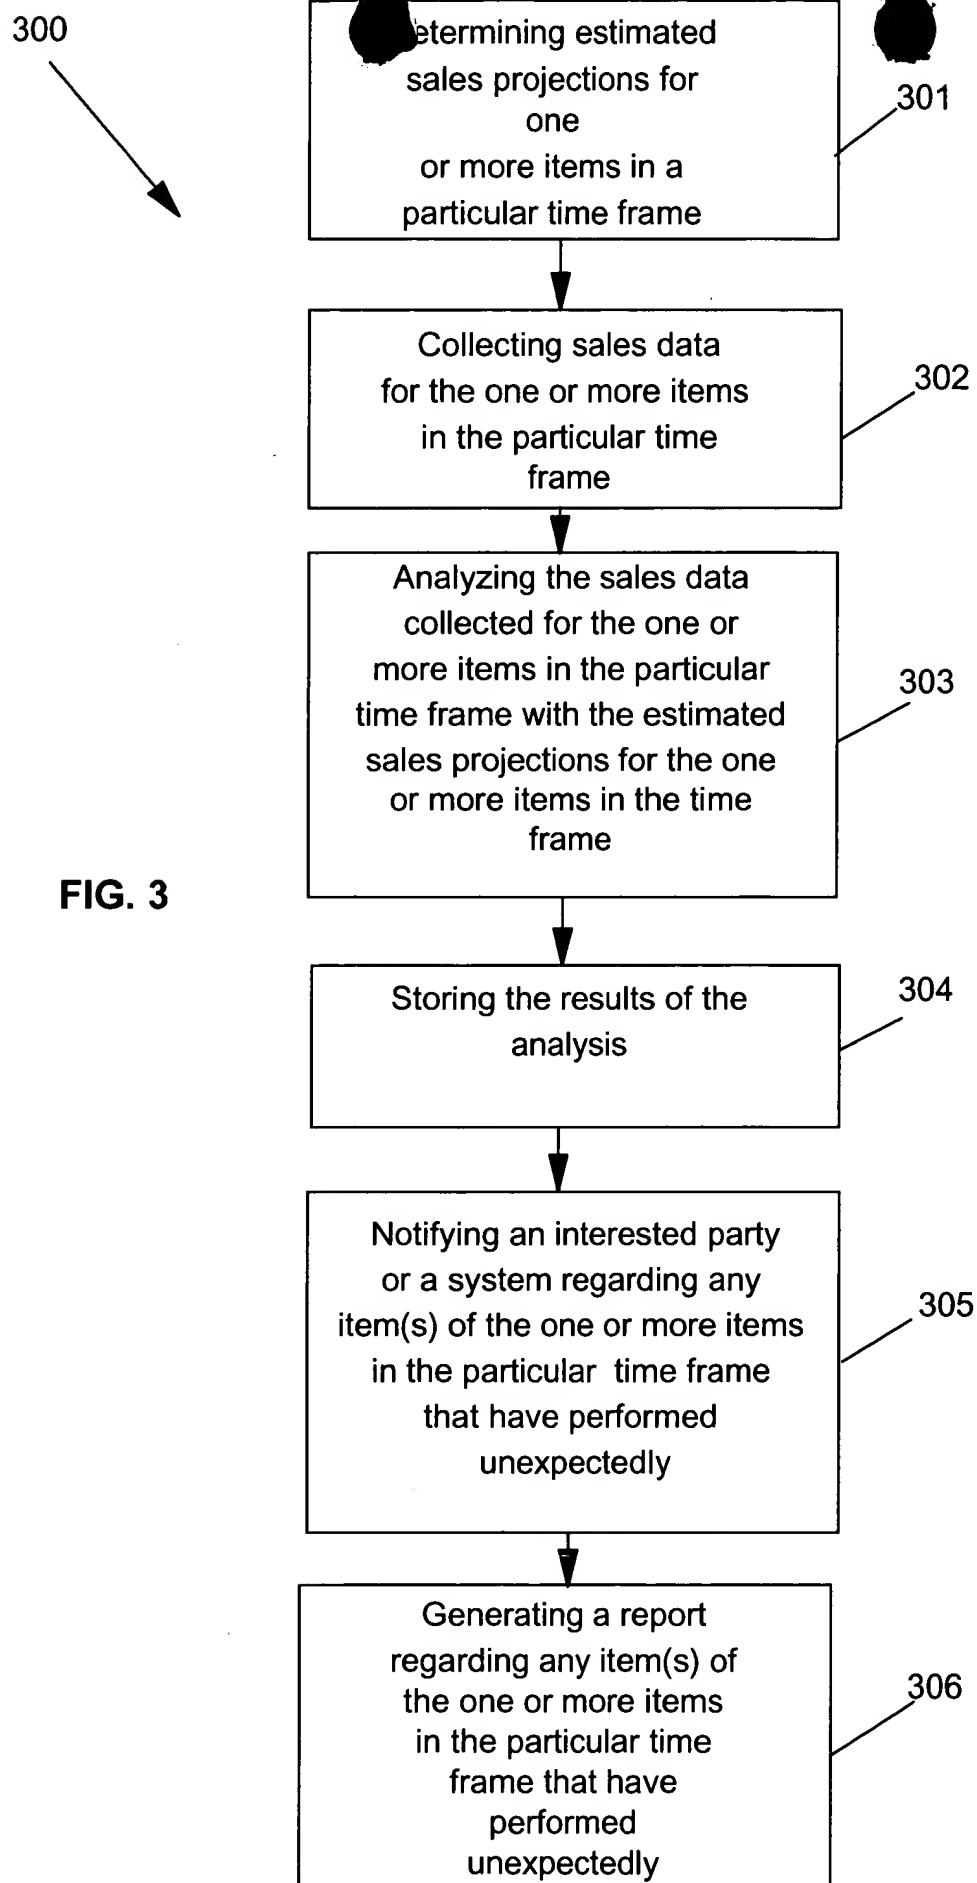 300
etermining estimated
sales projections for
one
or more items in a
particular time frame
301
Collecting sales data
for the one or more items
in the particular time
frame
302
Analyzing the sales data
collected for the one or
more items in the particular
time frame with the estimated
sales projections for the one
or more items in the time
frame
303
FIG. 3
Storing the results of the
analysis
304
Notifying an interested party
or a system regarding any
item(s) of the one or more items
in the particular time frame
that have performed
unexpectedly
305
Generating a report
regarding any item(s) of
the one or more items
in the particular time
frame that have
performed
unexpectedly
306